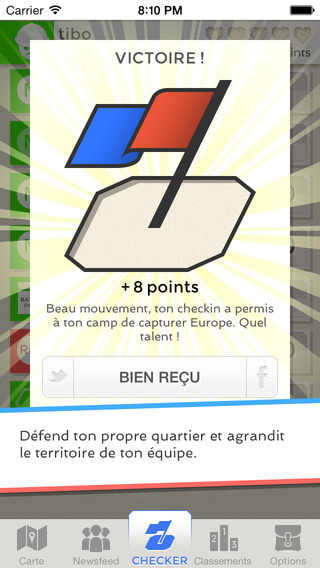 Carrier 8:10 PM
tibo
VICTOIRE !
+ 8 points
Beau mouvement, ton checkin a permis
à ton camp de capturer Europe. Quel
talent !
BIEN REÇU
Défend ton propre quartier et agrandit
le territoire de ton équipe.
Carte Newsfeed CHECKER Classements Options